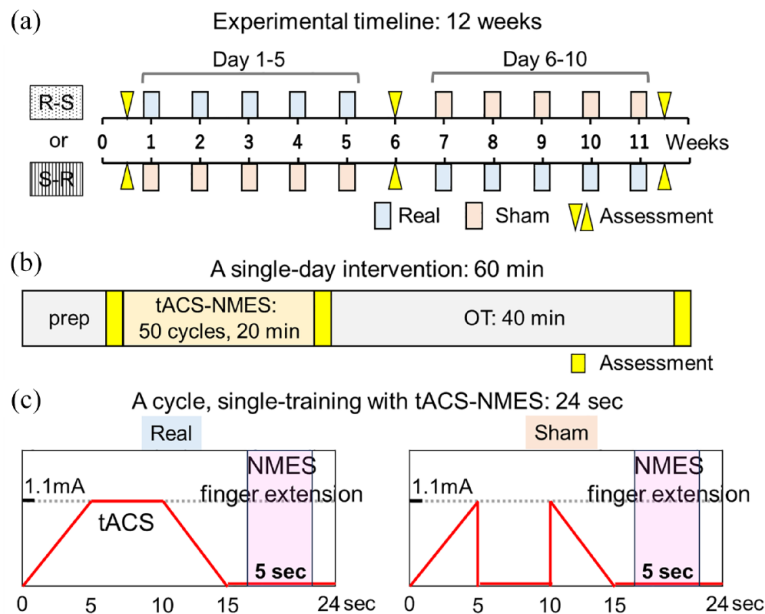 (a)
Experimental timeline: 12 weeks
Day 1-5
Day 6-10
R-S
or
S-R
0 1 2 3 4 5 6 7 8 9 10 11 Weeks
Real Sham Assessment
(b)
A single-day intervention: 60 min
prep
tACS-NMES:
50 cycles, 20 min
OT: 40 min
Assessment
(c)
A cycle, single-training with tACS-NMES: 24 sec
Real
NMES
1.1mA
finger extension
tACS
5 sec
0 5 10 15 24 sec
Sham
NMES
1.1mA
finger extension
5 sec
0 5 10 15 24 sec